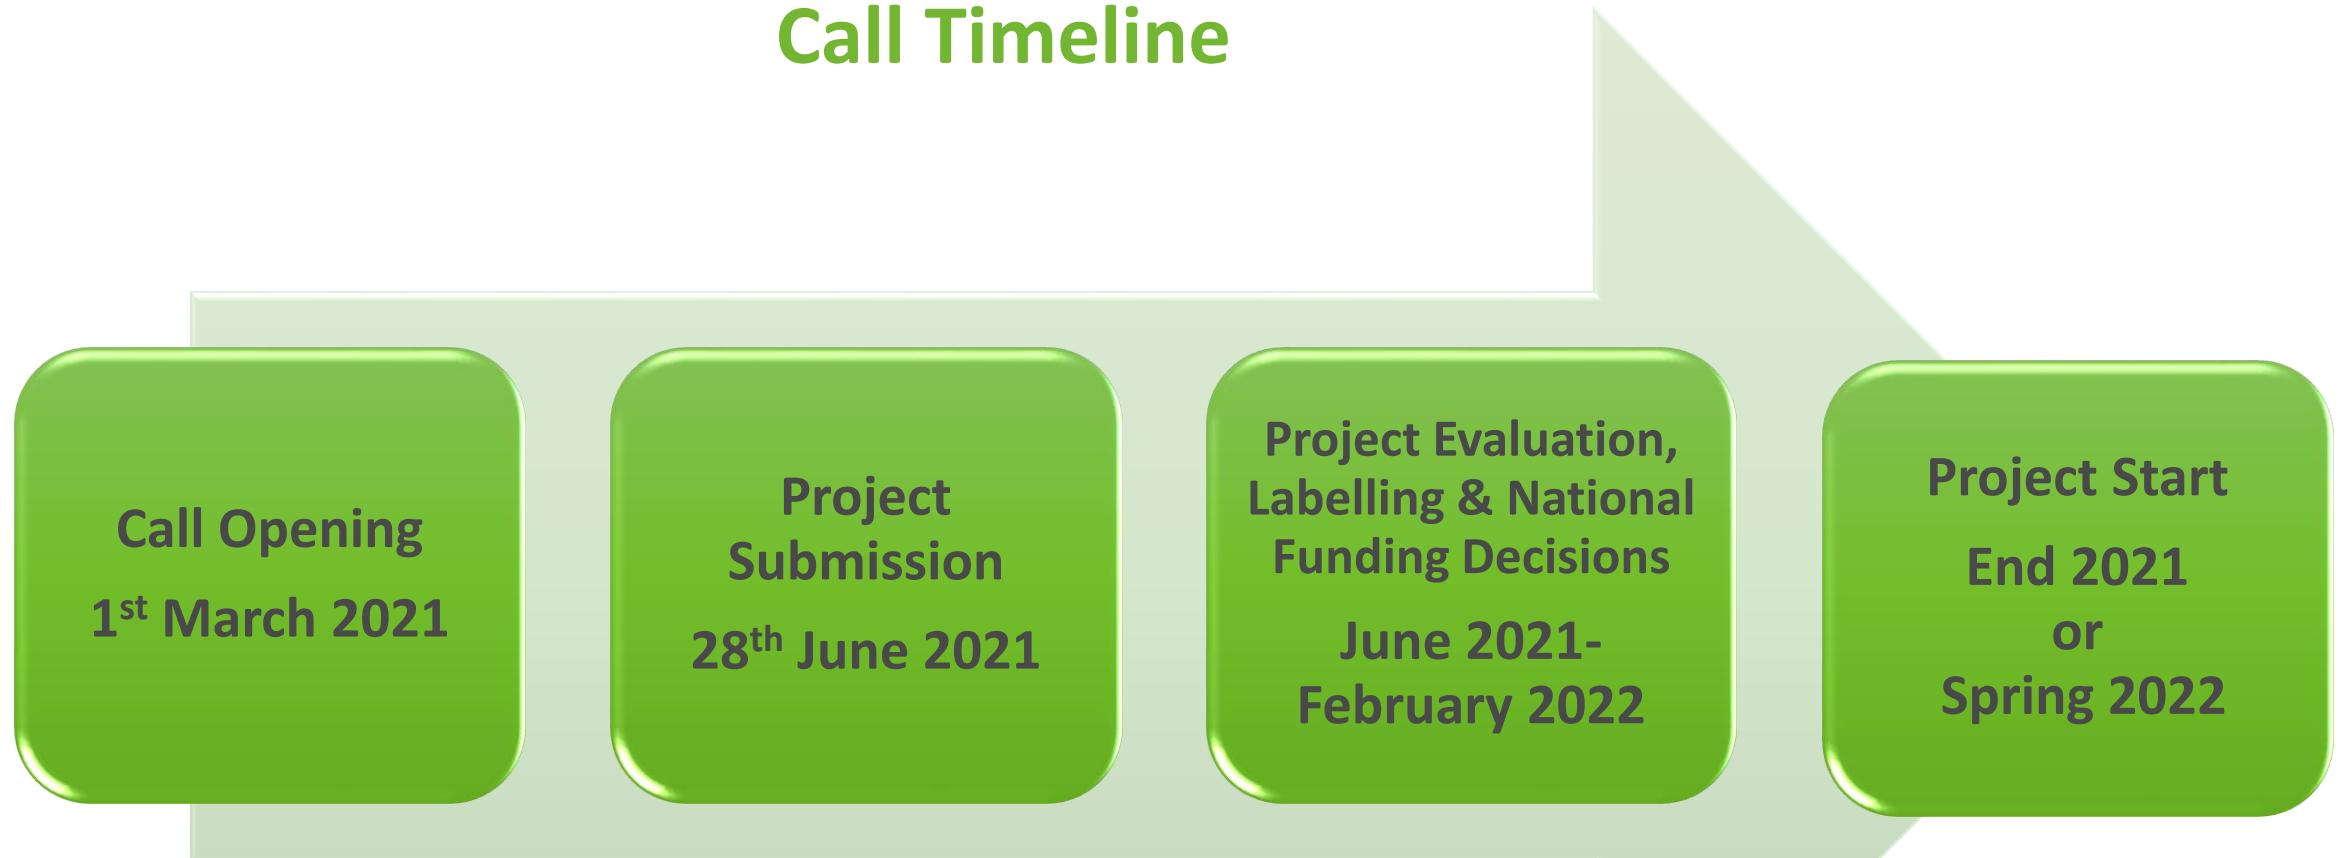 Call Timeline
Call Opening
1st March 2021
Project
Submission
28th June 2021
Project Evaluation,
Labelling & National
Funding Decisions
June 2021-
February 2022
Project Start
End 2021
or
Spring 2022